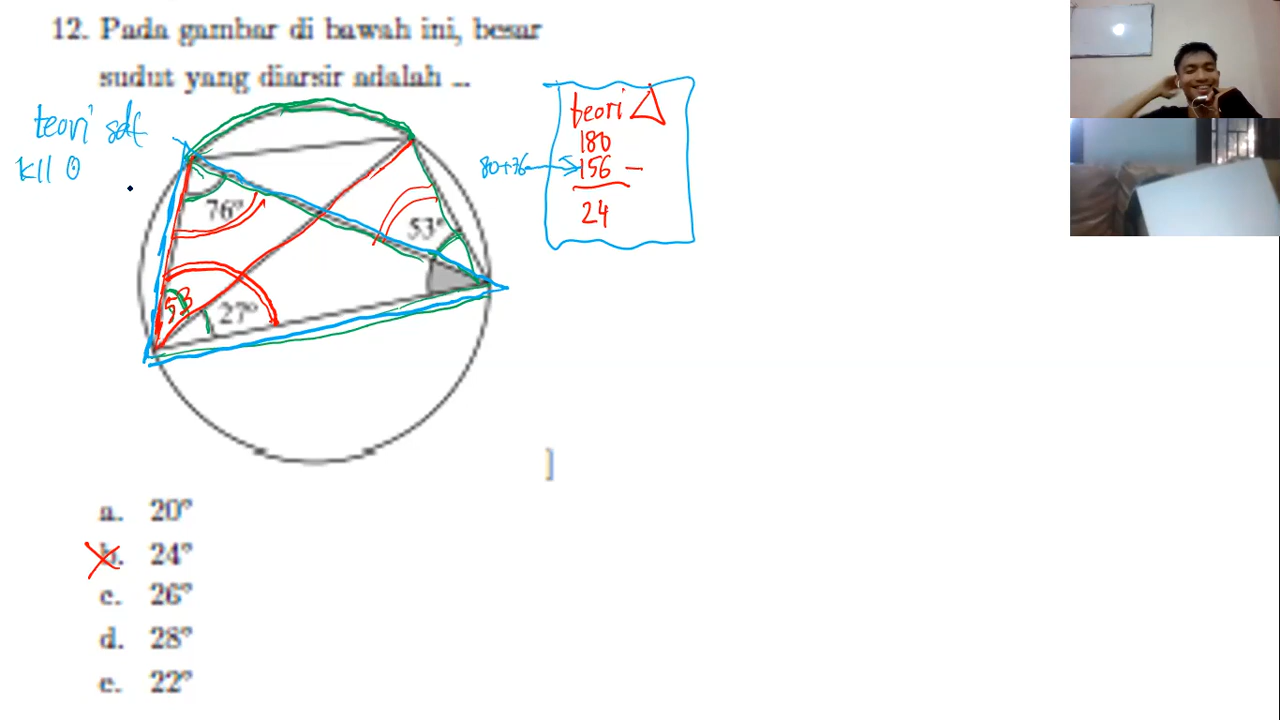 12. Pada gambar di bawah ini, besar
sudut yang diarsir adalah ...
teori sdt
kll ⊙
76°
53°
53
27°
teori △
180
80+76→156 —
24
]
a. 20°
b. 24°
c. 26°
d. 28°
e. 22°